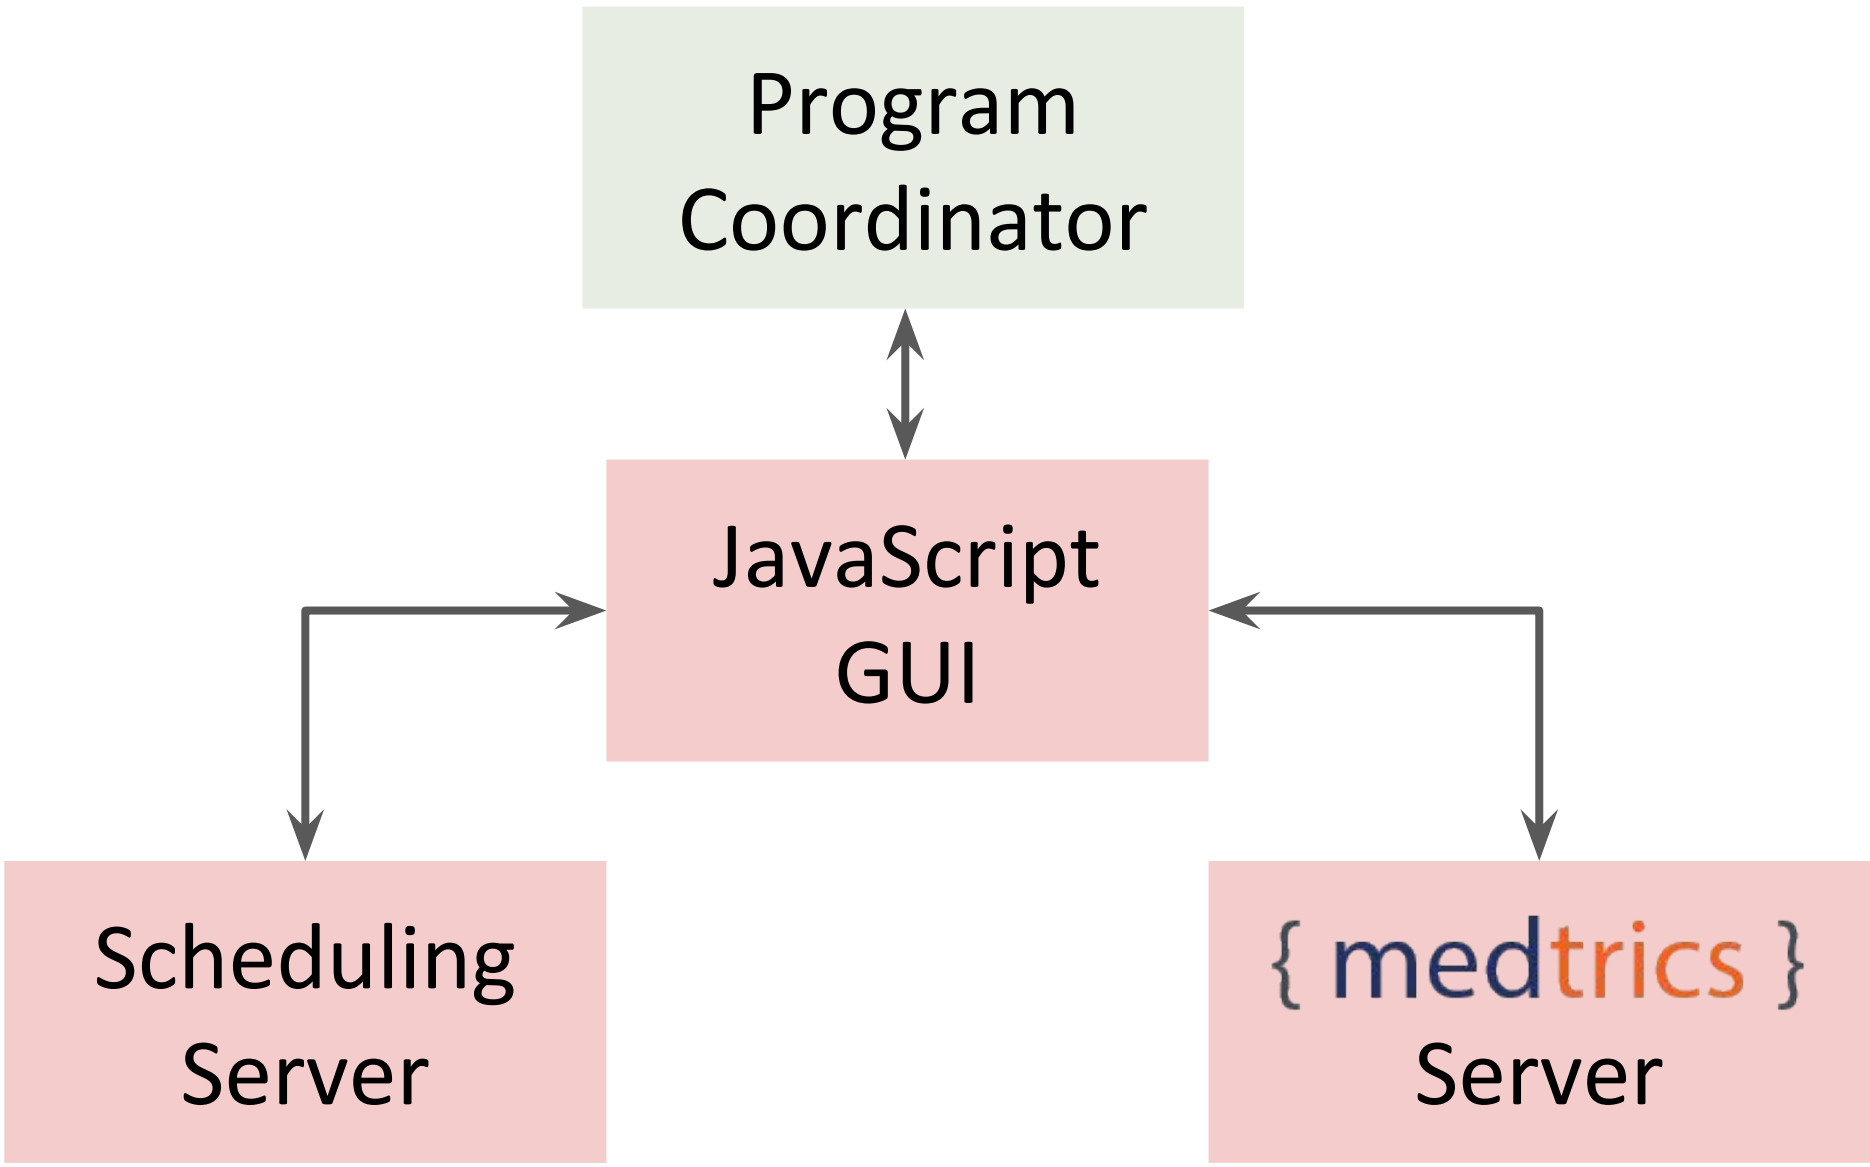 Program
Coordinator
JavaScript
GUI
Scheduling
Server
{ medtrics }
Server